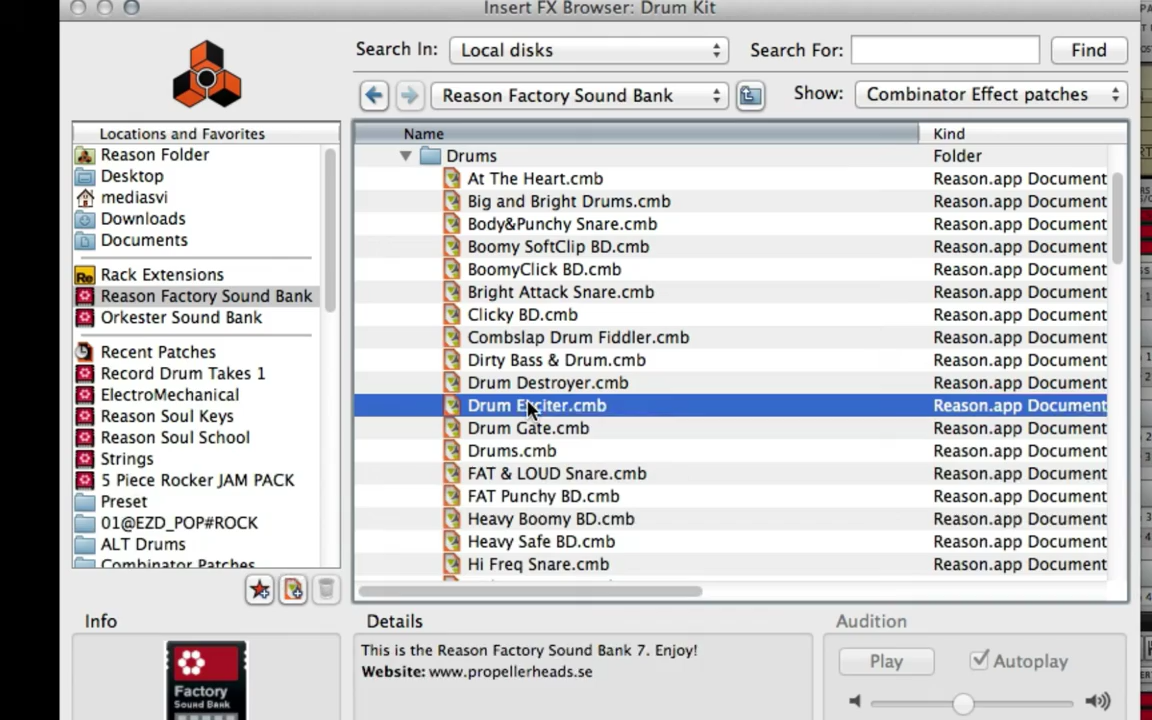 Insert FX Browser: Drum Kit
Search In: Local disks Search For: Find
Reason Factory Sound Bank Show: Combinator Effect patches
Locations and Favorites
Reason Folder
Desktop
mediasvi
Downloads
Documents
Rack Extensions
Reason Factory Sound Bank
Orkester Sound Bank
Recent Patches
Record Drum Takes 1
ElectroMechanical
Reason Soul Keys
Reason Soul School
Strings
5 Piece Rocker JAM PACK
Preset
01@EZD_POP#ROCK
ALT Drums
Combinator Patches
Name Kind
Drums Folder
At The Heart.cmb Reason.app Document
Big and Bright Drums.cmb Reason.app Document
Body&Punchy Snare.cmb Reason.app Document
Boomy SoftClip BD.cmb Reason.app Document
BoomyClick BD.cmb Reason.app Document
Bright Attack Snare.cmb Reason.app Document
Clicky BD.cmb Reason.app Document
Combslap Drum Fiddler.cmb Reason.app Document
Dirty Bass & Drum.cmb Reason.app Document
Drum Destroyer.cmb Reason.app Document
Drum Exciter.cmb Reason.app Document
Drum Gate.cmb Reason.app Document
Drums.cmb Reason.app Document
FAT & LOUD Snare.cmb Reason.app Document
FAT Punchy BD.cmb Reason.app Document
Heavy Boomy BD.cmb Reason.app Document
Heavy Safe BD.cmb Reason.app Document
Hi Freq Snare.cmb Reason.app Document
Info
Factory
Sound Bank
Details
This is the Reason Factory Sound Bank 7. Enjoy!
Website: www.propellerheads.se
Audition
Play Autoplay